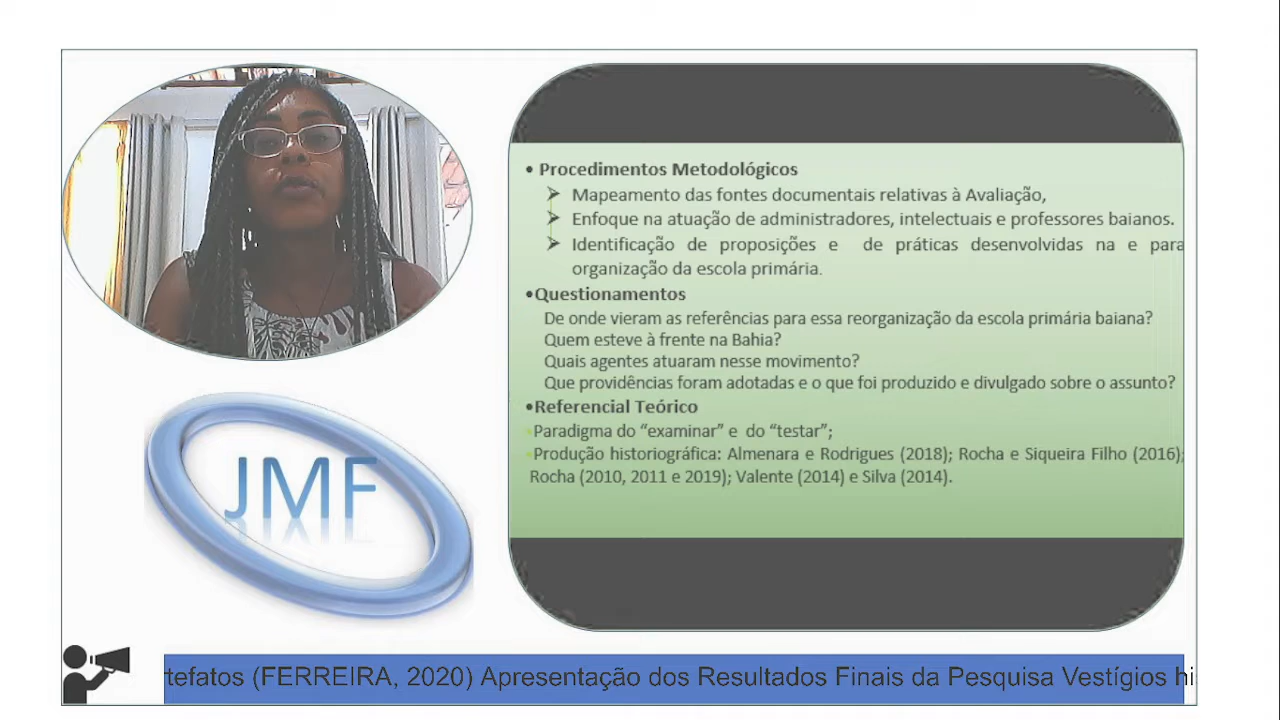 • Procedimentos Metodológicos
➢ Mapeamento das fontes documentais relativas à Avaliação,
➢ Enfoque na atuação de administradores, intelectuais e professores baianos.
➢ Identificação de proposições e de práticas desenvolvidas na e para
organização da escola primária.
•Questionamentos
De onde vieram as referências para essa reorganização da escola primária baiana?
Quem esteve à frente na Bahia?
Quais agentes atuaram nesse movimento?
Que providências foram adotadas e o que foi produzido e divulgado sobre o assunto?
•Referencial Teórico
Paradigma do “examinar” e do “testar”;
Produção historiográfica: Almenara e Rodrigues (2018); Rocha e Siqueira Filho (2016);
Rocha (2010, 2011 e 2019); Valente (2014) e Silva (2014).
JMF
tefatos (FERREIRA, 2020) Apresentação dos Resultados Finais da Pesquisa Vestígios hi